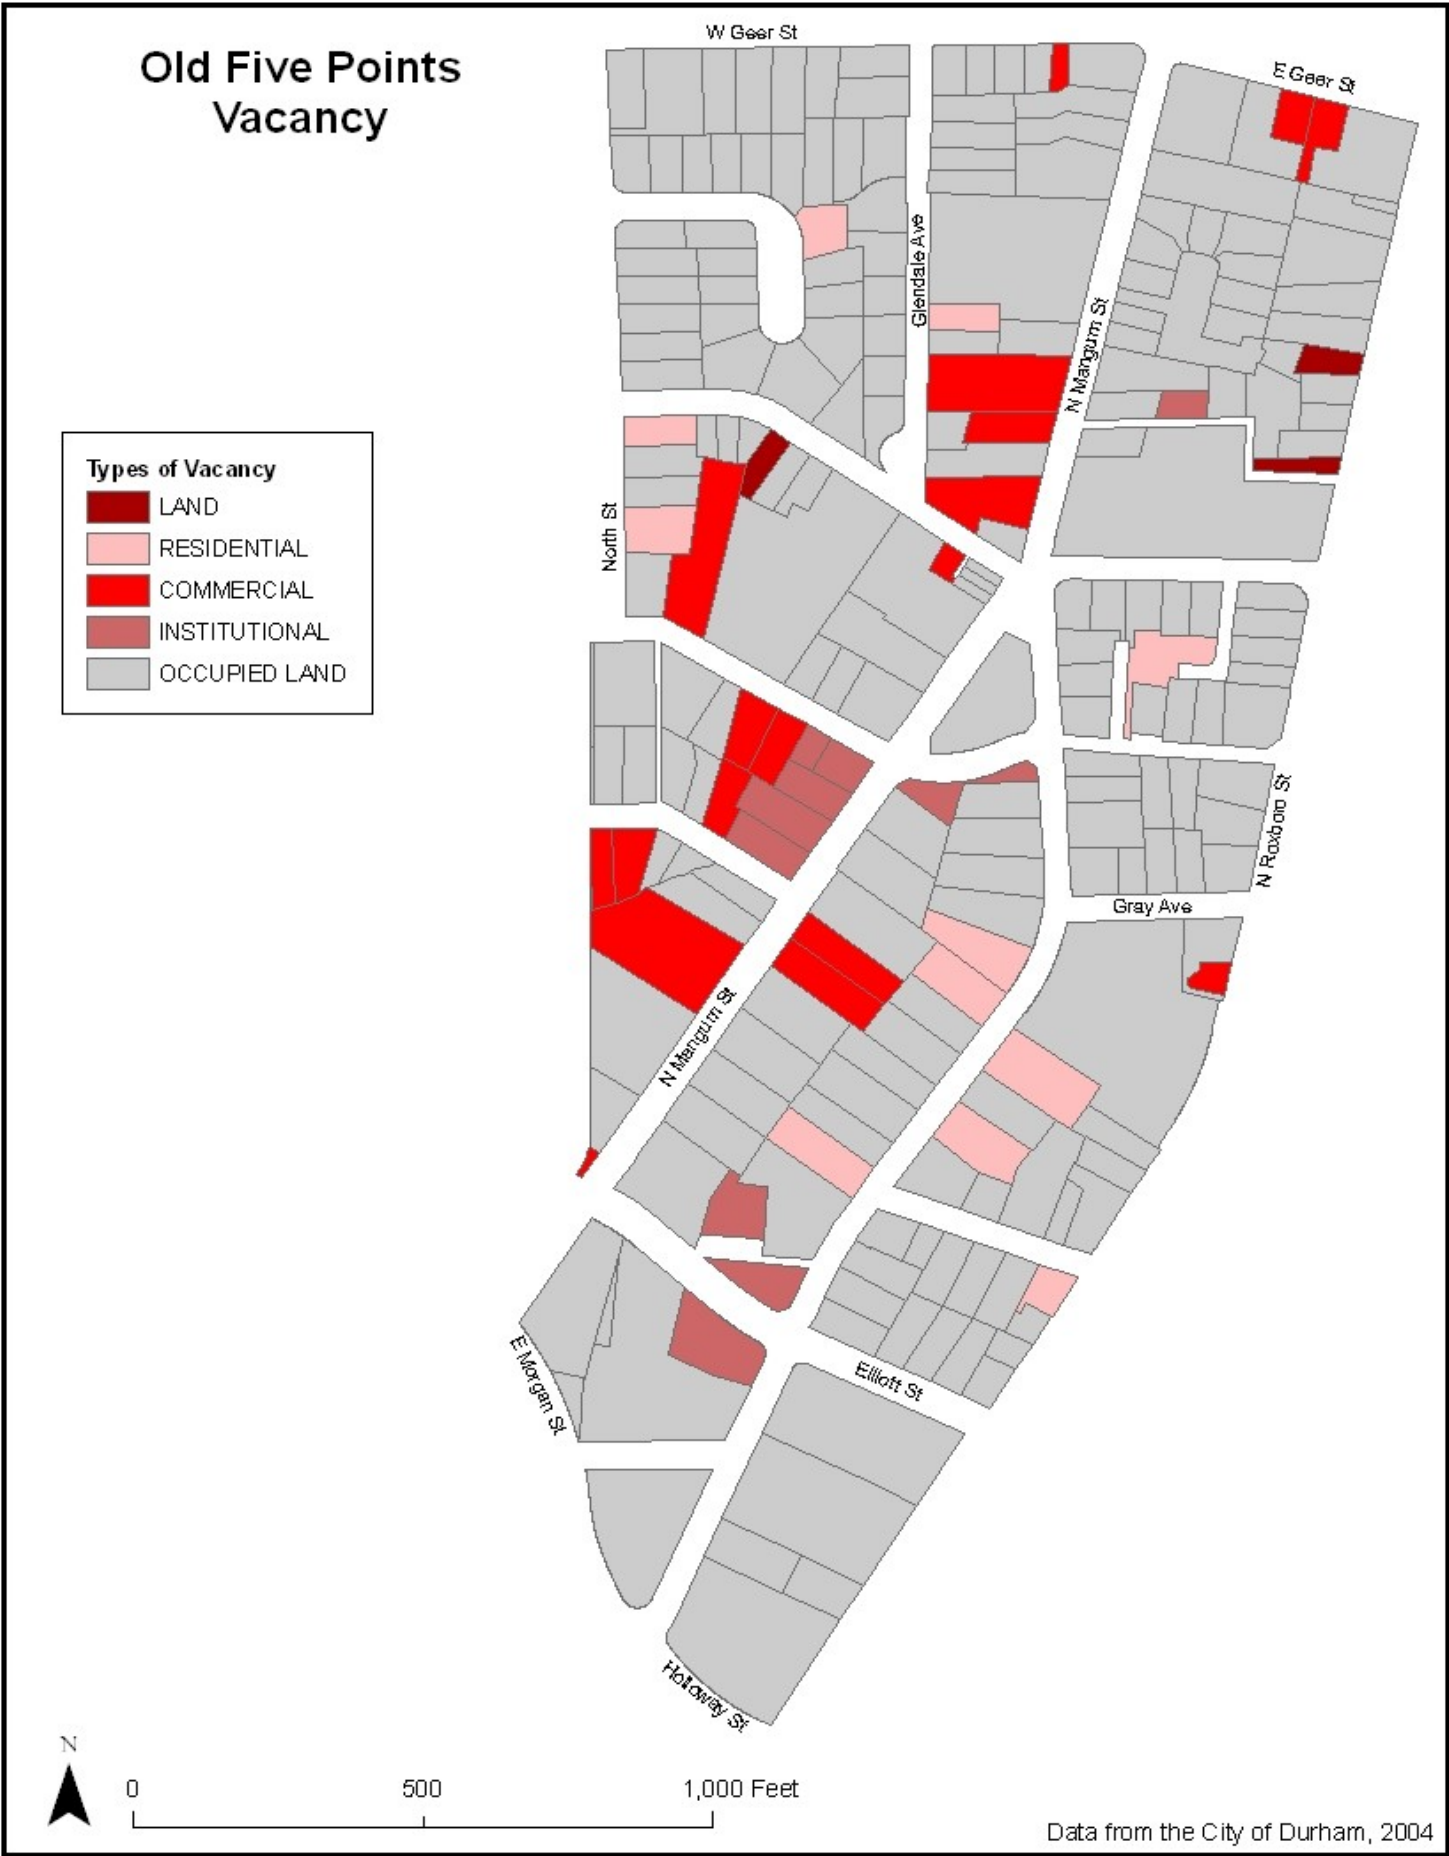 Old Five Points
Vacancy
W Geer St
E Geer St
Glendale Ave
N Mangum St
Types of Vacancy
LAND
RESIDENTIAL
COMMERCIAL
INSTITUTIONAL
OCCUPIED LAND
North St
N Roxboro St
Gray Ave
N Mangum St
E Morgan St
Elliott St
Holloway St
N
0 500 1,000 Feet
Data from the City of Durham, 2004